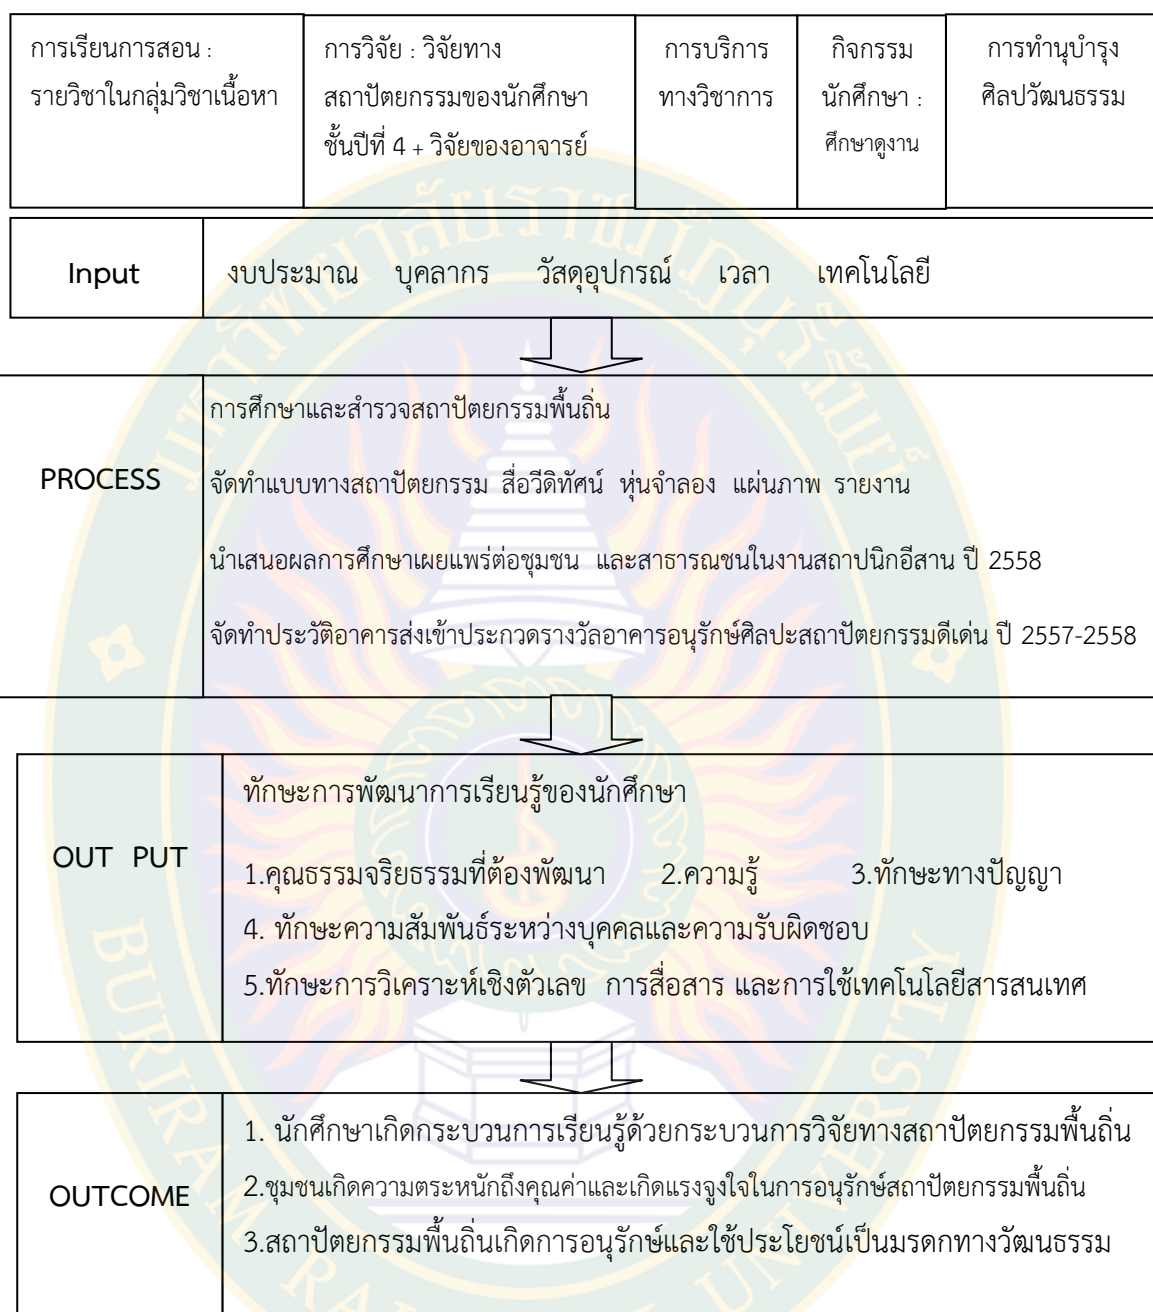 การเรียนการสอน :
รายวิชาในกลุ่มวิชาเนื้อหา
การวิจัย : วิจัยทาง
สถาปัตยกรรมของนักศึกษา
ชั้นปีที่ 4 + วิจัยของอาจารย์
การบริการ
ทางวิชาการ
กิจกรรม
นักศึกษา :
ศึกษาดูงาน
การทำนุบำรุง
ศิลปวัฒนธรรม
Input
งบประมาณ บุคลากร วัสดุอุปกรณ์ เวลา เทคโนโลยี
PROCESS
การศึกษาและสำรวจสถาปัตยกรรมพื้นถิ่น
จัดทำแบบทางสถาปัตยกรรม สื่อวีดิทัศน์ หุ่นจำลอง แผ่นภาพ รายงาน
นำเสนอผลการศึกษาเผยแพร่ต่อชุมชน และสาธารณชนในงานสถาปนิกอีสาน ปี 2558
จัดทำประวัติอาคารส่งเข้าประกวดรางวัลอาคารอนุรักษ์ศิลปะสถาปัตยกรรมดีเด่น ปี 2557-2558
OUT PUT
ทักษะการพัฒนาการเรียนรู้ของนักศึกษา
1.คุณธรรมจริยธรรมที่ต้องพัฒนา 2.ความรู้ 3.ทักษะทางปัญญา
4. ทักษะความสัมพันธ์ระหว่างบุคคลและความรับผิดชอบ
5.ทักษะการวิเคราะห์เชิงตัวเลข การสื่อสาร และการใช้เทคโนโลยีสารสนเทศ
OUTCOME
1. นักศึกษาเกิดกระบวนการเรียนรู้ด้วยกระบวนการวิจัยทางสถาปัตยกรรมพื้นถิ่น
2.ชุมชนเกิดความตระหนักถึงคุณค่าและเกิดแรงจูงใจในการอนุรักษ์สถาปัตยกรรมพื้นถิ่น
3.สถาปัตยกรรมพื้นถิ่นเกิดการอนุรักษ์และใช้ประโยชน์เป็นมรดกทางวัฒนธรรม
มหาวิทยาลัยราชภัฏบุรีรัมย์
BURIRAM
UNIVERSITY